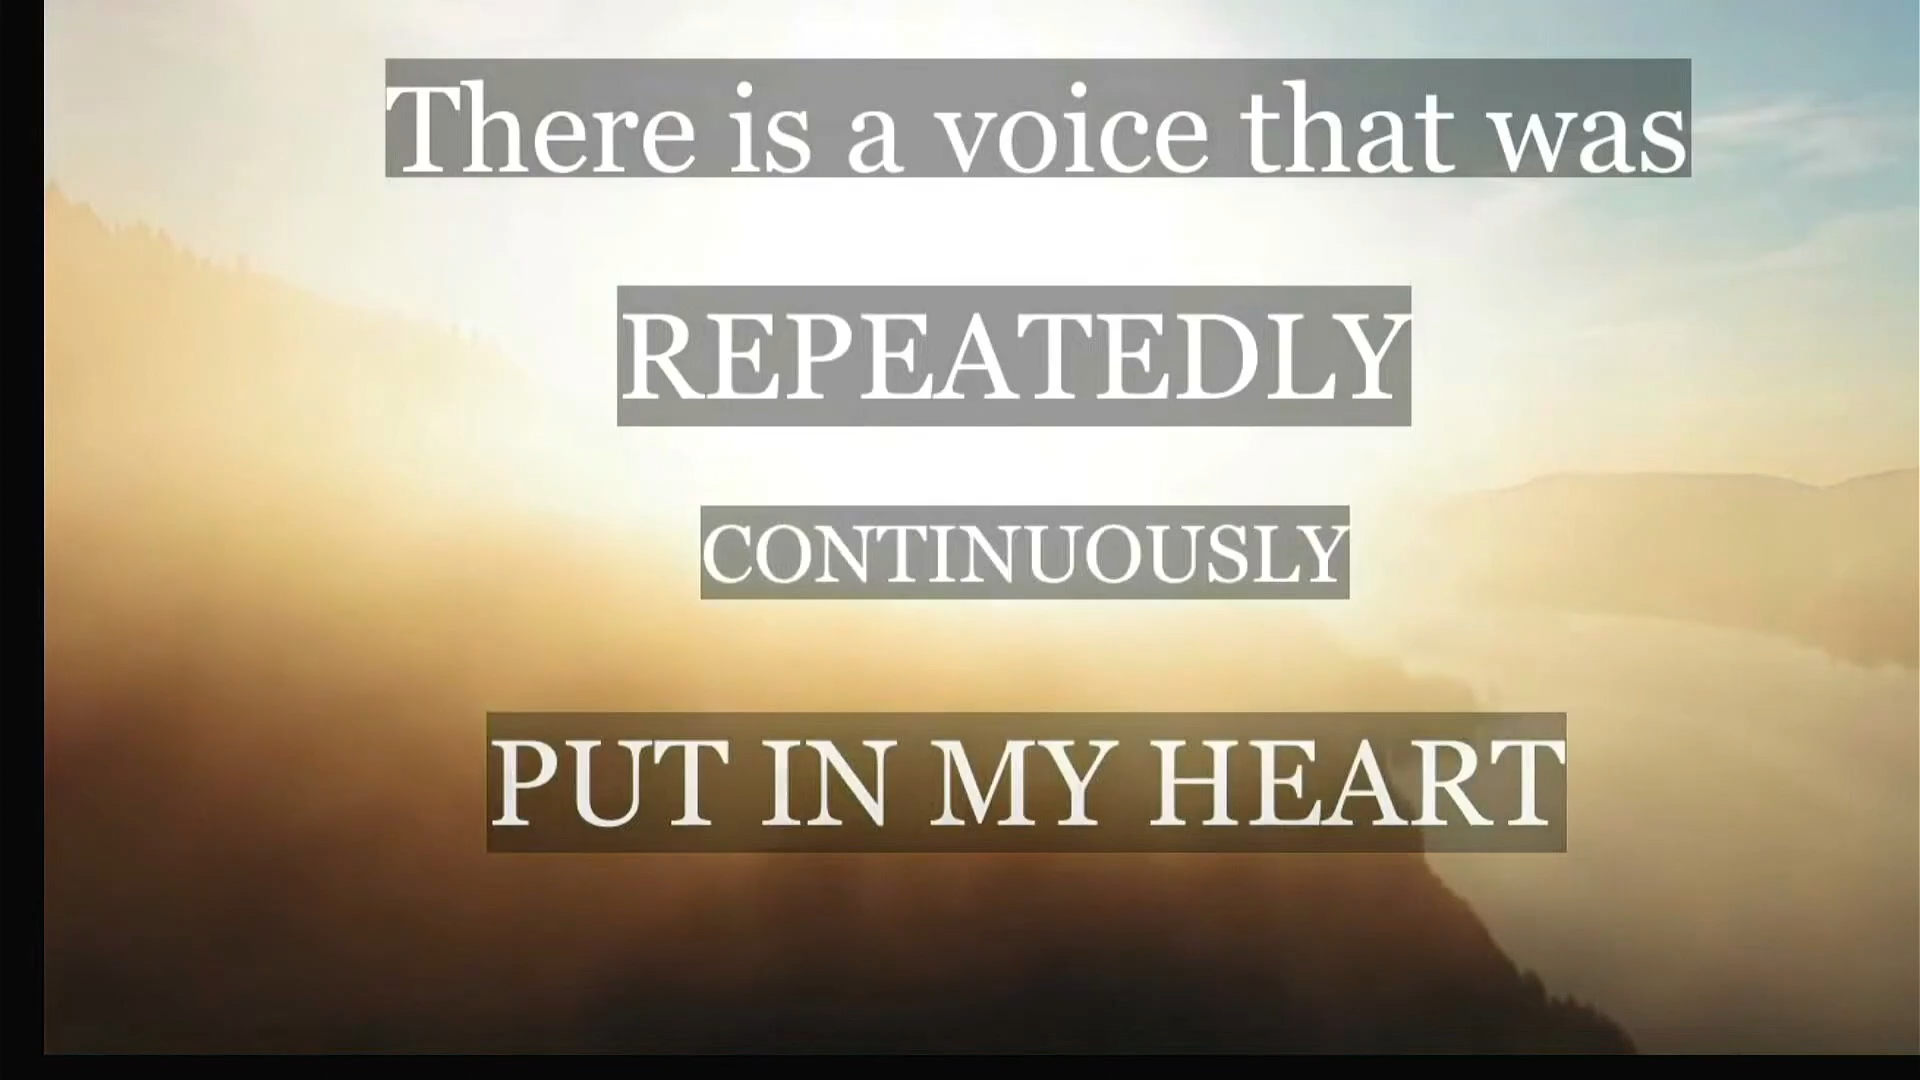 There is a voice that was
REPEATEDLY
CONTINUOUSLY
PUT IN MY HEART